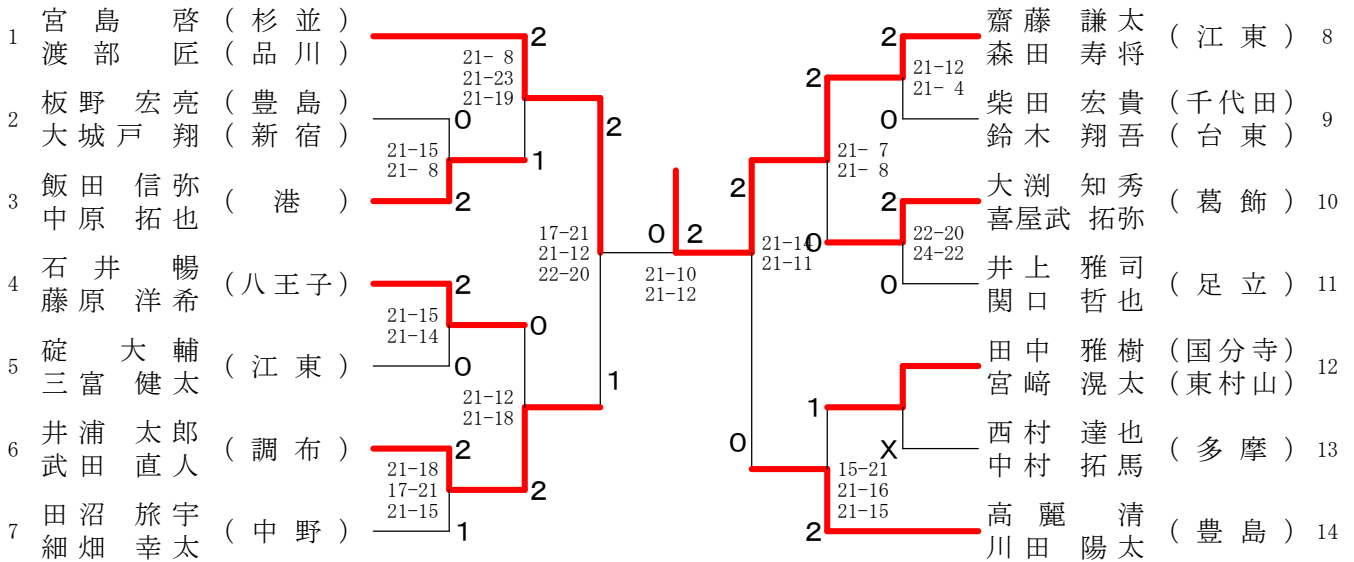 1 宮島 啓 (杉並)
渡部 匠 (品川)
2 板野 宏亮 (豊島)
大城戸 翔 (新宿)
3 飯田 信弥 (港)
中原 拓也
4 石井 暢 (八王子)
藤原 洋希
5 碇 大輔 (江東)
三富 健太
6 井浦 太郎 (調布)
武田 直人
7 田沼 旅宇 (中野)
細畑 幸太
2
21- 8
21-23
21-19
0
21-15
21- 8
1
2
2
17-21
21-12
22-20
2
21-15
21-14
0
0
1
21-12
21-18
2
21-18
17-21
21-15
2
1
0 2
21-10
21-12
2
21-14
21-11
0
2
21-12
21- 4
0
2
21- 7
21- 8
0
2
22-20
24-22
0
1
X
15-21
21-16
21-15
2
齋藤 謙太 (江東) 8
森田 寿将
柴田 宏貴 (千代田) 9
鈴木 翔吾 (台東)
大渕 知秀 (葛飾) 10
喜屋武 拓弥
井上 雅司 (足立) 11
関口 哲也
田中 雅樹 (国分寺) 12
宮﨑 滉太 (東村山)
西村 達也 (多摩) 13
中村 拓馬
高麗 清 (豊島) 14
川田 陽太